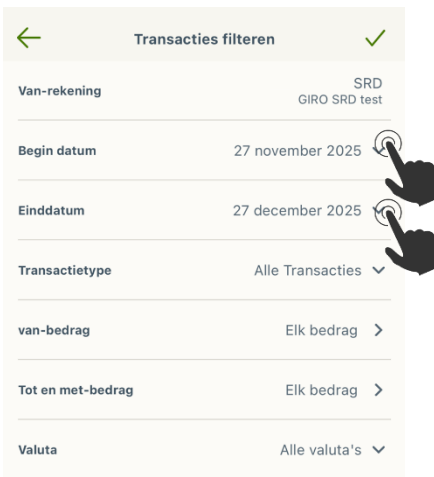 Transacties filteren
Van-rekening SRD
GIRO SRD test
Begin datum 27 november 2025
Einddatum 27 december 2025
Transactietype Alle Transacties
van-bedrag Elk bedrag
Tot en met-bedrag Elk bedrag
Valuta Alle valuta's